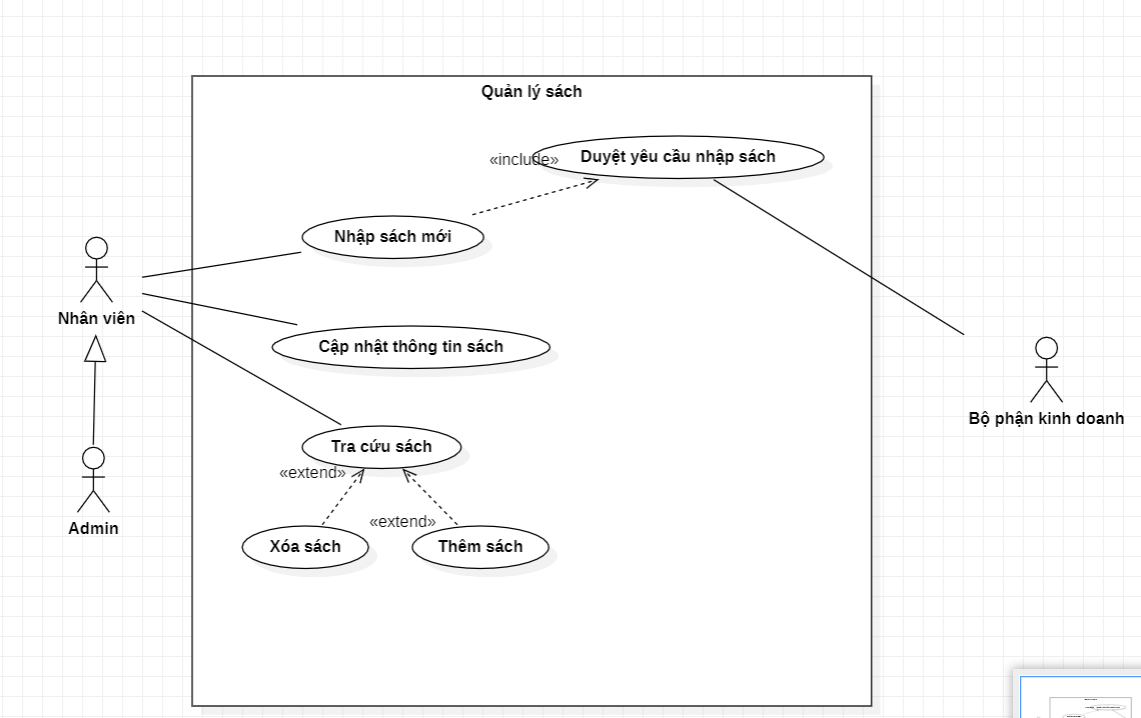 Quản lý sách
«include»
Duyệt yêu cầu nhập sách
Nhập sách mới
Nhân viên
Cập nhật thông tin sách
Bộ phận kinh doanh
Tra cứu sách
«extend»
«extend»
Admin
Xóa sách
Thêm sách